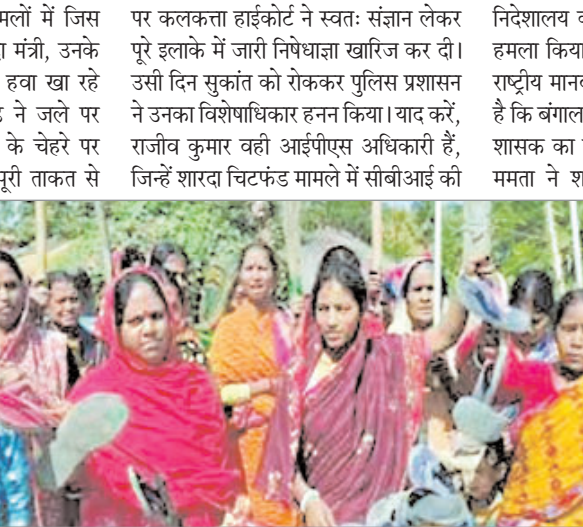 मलों में जिस
मंत्री, उनके
हवा खा रहे
ने जले पर
के चेहरे पर
पूरी ताकत से
पर कलकत्ता हाईकोर्ट ने स्वतः संज्ञान लेकर
पूरे इलाके में जारी निषेधाज्ञा खारिज कर दी।
उसी दिन सुकांत को रोककर पुलिस प्रशासन
ने उनका विशेषाधिकार हनन किया। याद करें,
राजीव कुमार वही आईपीएस अधिकारी हैं,
जिन्हें शारदा चिटफंड मामले में सीबीआई की
निदेशालय
हमला किया
राष्ट्रीय मानव
है कि बंगाल
शासक का
ममता ने